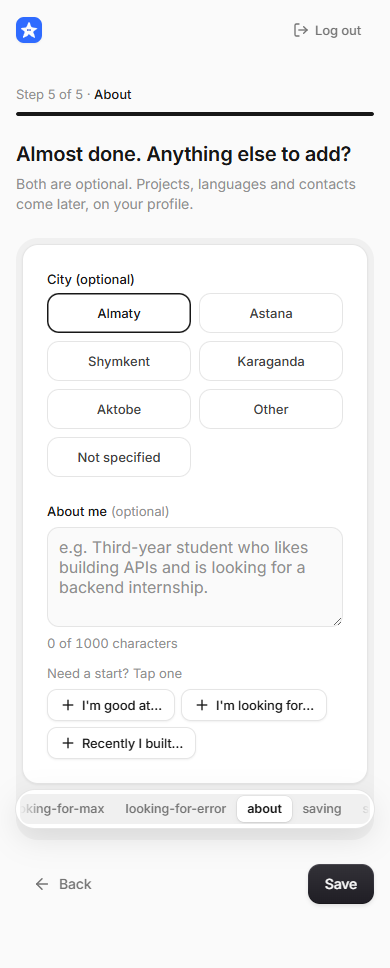 Log out
Step 5 of 5 · About
Almost done. Anything else to add?
Both are optional. Projects, languages and contacts
come later, on your profile.
City (optional)
Almaty
Astana
Shymkent
Karaganda
Aktobe
Other
Not specified
About me (optional)
e.g. Third-year student who likes
building APIs and is looking for a
backend internship.
0 of 1000 characters
Need a start? Tap one
+ I'm good at...
+ I'm looking for...
+ Recently I built...
king-for-max looking-for-error about saving
← Back
Save